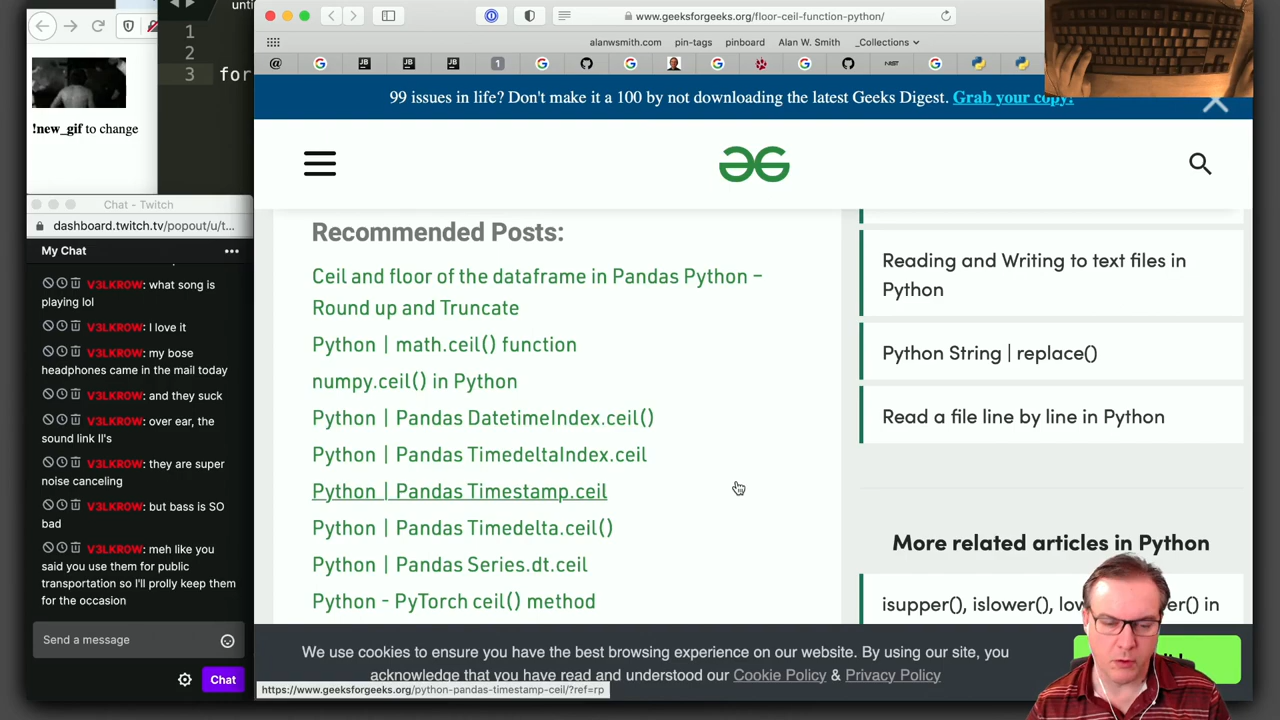 unti
1
2
3 for
!new_gif to change
Chat - Twitch
dashboard.twitch.tv/popout/u/t...
My Chat
V3LKR0W: what song is
playing lol
V3LKR0W: I love it
V3LKR0W: my bose
headphones came in the mail today
V3LKR0W: and they suck
V3LKR0W: over ear, the
sound link II's
V3LKR0W: they are super
noise canceling
V3LKR0W: but bass is SO
bad
V3LKR0W: meh like you
said you use them for public
transportation so I'll prolly keep them
for the occasion
Send a message
Chat
www.geeksforgeeks.org/floor-ceil-function-python/
alanwsmith.com pin-tags pinboard Alan W. Smith _Collections
99 issues in life? Don't make it a 100 by not downloading the latest Geeks Digest. Grab your copy!
Recommended Posts:
Ceil and floor of the dataframe in Pandas Python –
Round up and Truncate
Python | math.ceil() function
numpy.ceil() in Python
Python | Pandas DatetimeIndex.ceil()
Python | Pandas TimedeltaIndex.ceil
Python | Pandas Timestamp.ceil
Python | Pandas Timedelta.ceil()
Python | Pandas Series.dt.ceil
Python - PyTorch ceil() method
Reading and Writing to text files in
Python
Python String | replace()
Read a file line by line in Python
More related articles in Python
isupper(), islower(), in
We use cookies to ensure you have the best browsing experience on our website. By using our site, you
acknowledge that you have read and understood our Cookie Policy & Privacy Policy
https://www.geeksforgeeks.org/python-pandas-timestamp-ceil/?ref=rp